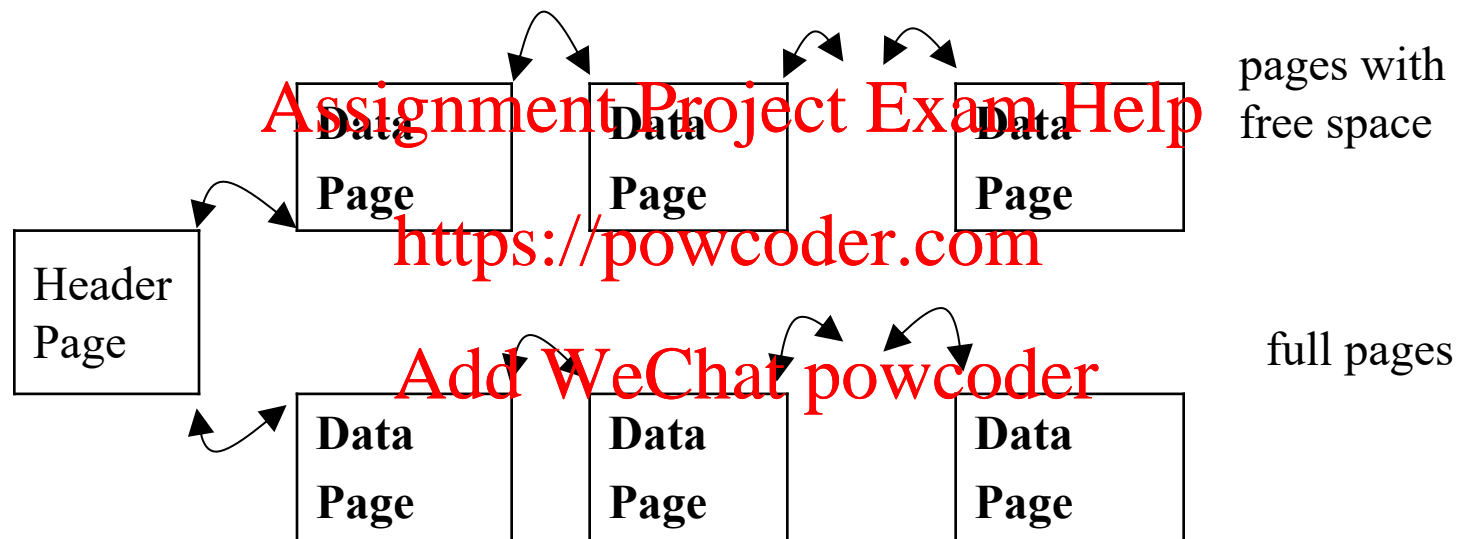 pages with
free space
Assignment Project Exam Help
Data Data Data
Page Page Page
https://powcoder.com
Header
Page
full pages
Add WeChat powcoder
Data Data Data
Page Page Page